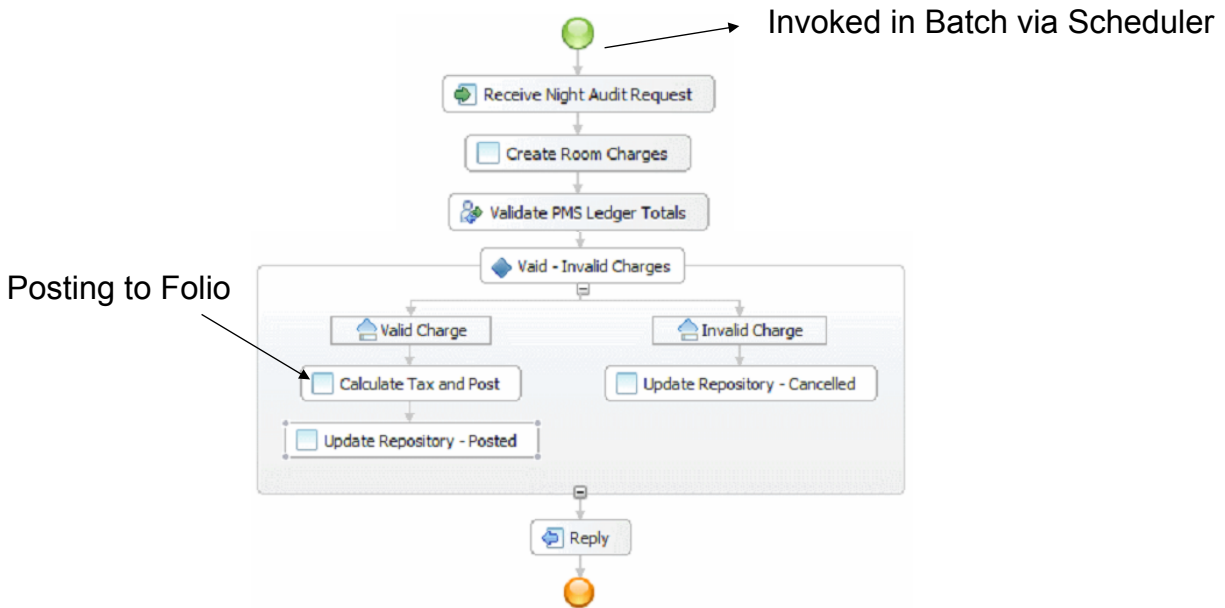 Invoked in Batch via Scheduler
Receive Night Audit Request
Create Room Charges
Validate PMS Ledger Totals
Vaid - Invalid Charges
Posting to Folio
Valid Charge
Invalid Charge
Calculate Tax and Post
Update Repository - Cancelled
Update Repository - Posted
Reply